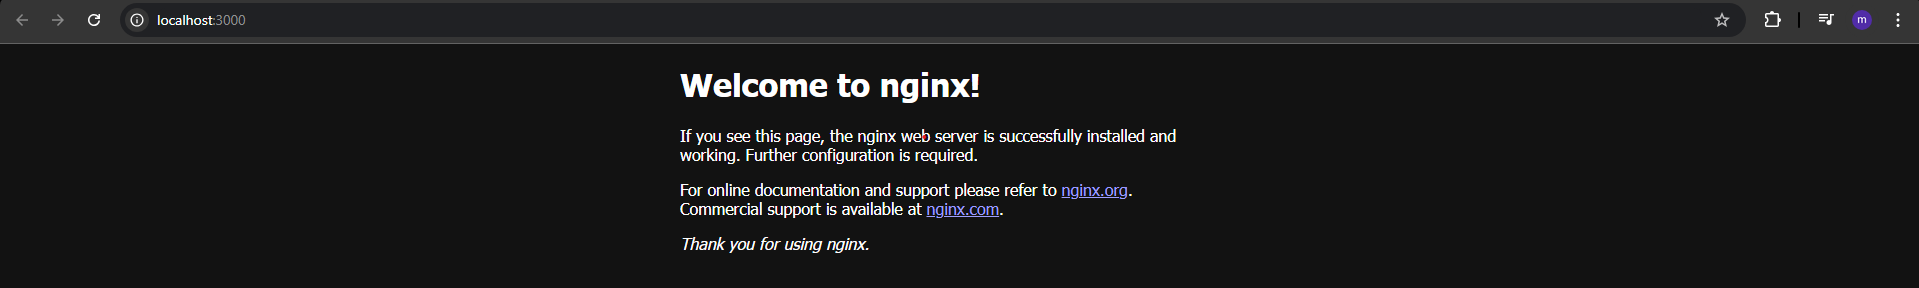 localhost:3000
m
Welcome to nginx!
If you see this page, the nginx web server is successfully installed and
working. Further configuration is required.
For online documentation and support please refer to nginx.org.
Commercial support is available at nginx.com.
Thank you for using nginx.